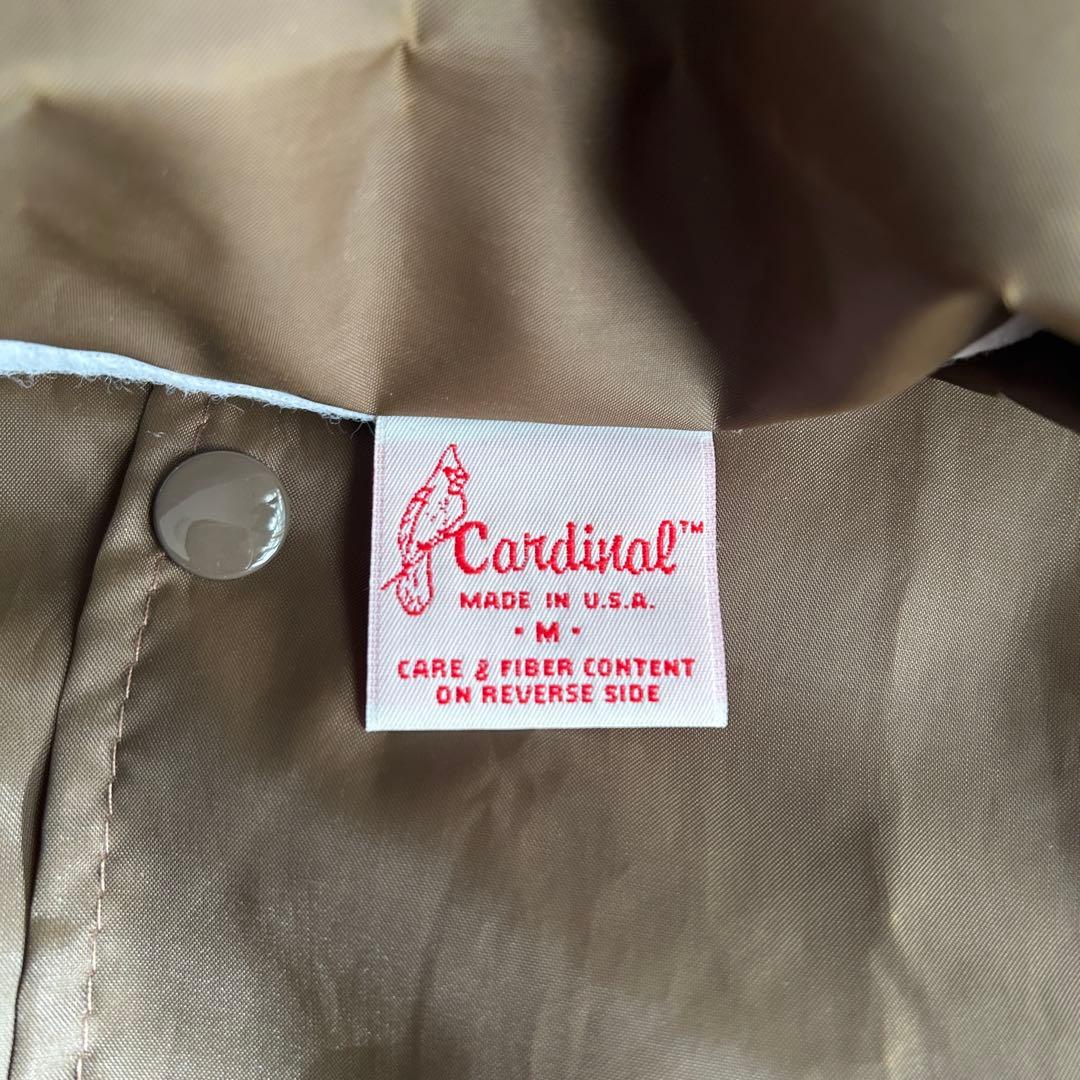 Cardinal™
MADE IN U.S.A.
· M ·
CARE & FIBER CONTENT
ON REVERSE SIDE